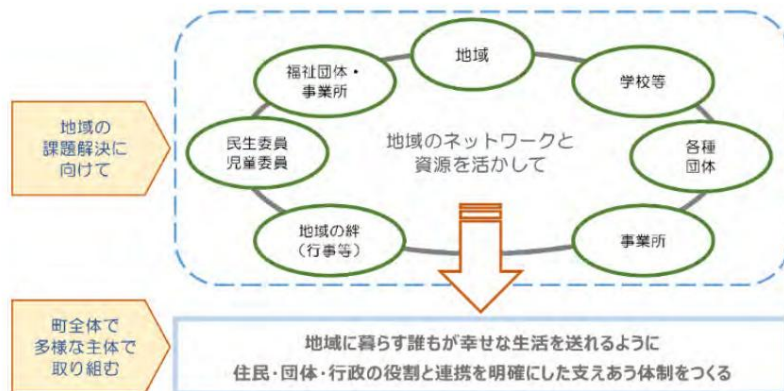 地域
福祉団体・
事業所
学校等
地域の
課題解決に
向けて
民生委員
児童委員
地域のネットワークと
資源を活かして
各種
団体
地域の絆
（行事等）
事業所
町全体で
多様な主体で
取り組む
地域に暮らす誰もが幸せな生活を送れるように
住民・団体・行政の役割と連携を明確にした支えあう体制をつくる